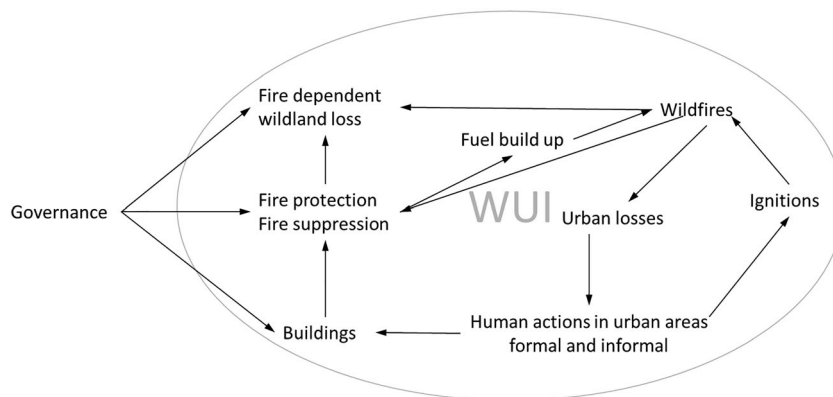 Fire dependent
wildland loss
Wildfires
Fuel build up
Fire protection
Fire suppression
Governance
WUI
Urban losses
Ignitions
Buildings
Human actions in urban areas
formal and informal